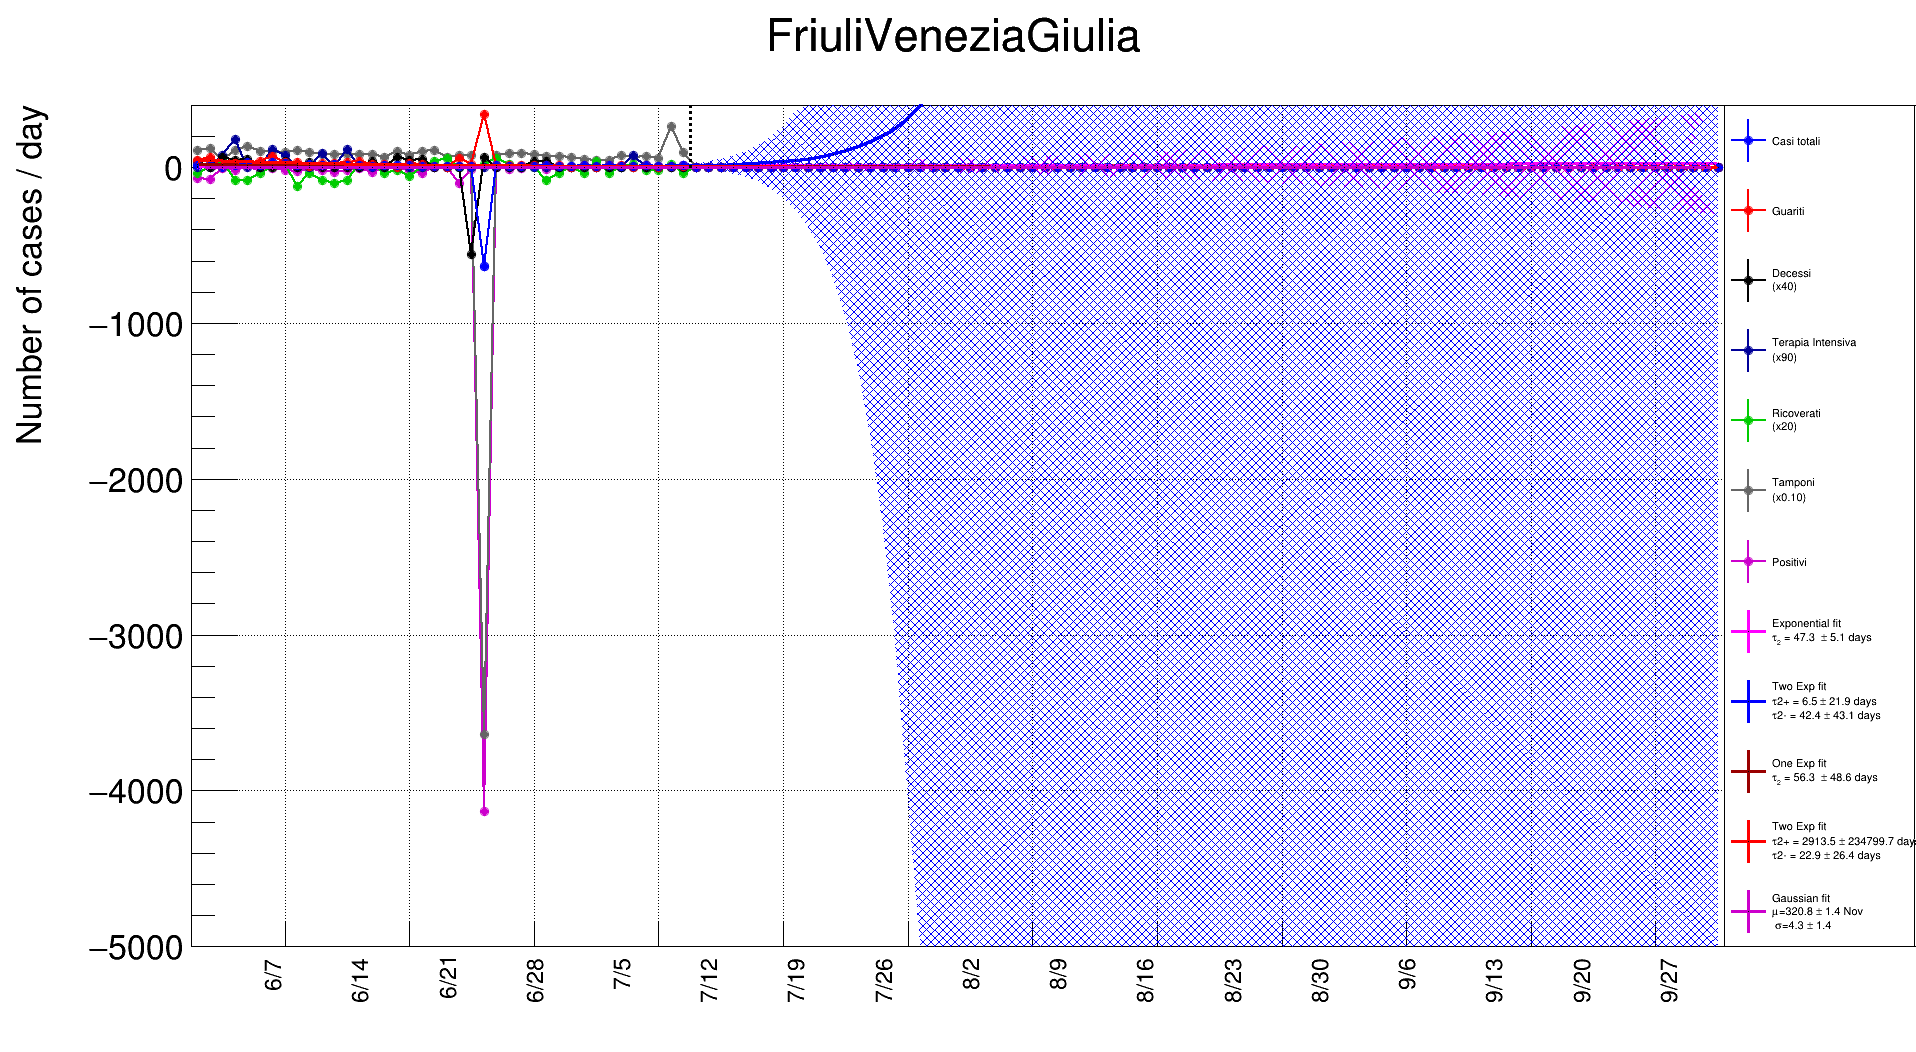 FriuliVeneziaGiulia
Number of cases / day
0
−1000
−2000
−3000
−4000
−5000
6/7
6/14
6/21
6/28
7/5
7/12
7/19
7/26
8/2
8/9
8/16
8/23
8/30
9/6
9/13
9/20
9/27
Casi totali
Guariti
Decessi
(x40)
Terapia Intensiva
(x90)
Ricoverati
(x20)
Tamponi
(x0.10)
Positivi
Exponential fit
τ₂ = 47.3 ± 5.1 days
Two Exp fit
τ2+ = 6.5 ± 21.9 days
τ2- = 42.4 ± 43.1 days
One Exp fit
τ₂ = 56.3 ± 48.6 days
Two Exp fit
τ2+ = 2913.5 ± 234799.7 day
τ2- = 22.9 ± 26.4 days
Gaussian fit
μ=320.8 ± 1.4 Nov
σ=4.3 ± 1.4